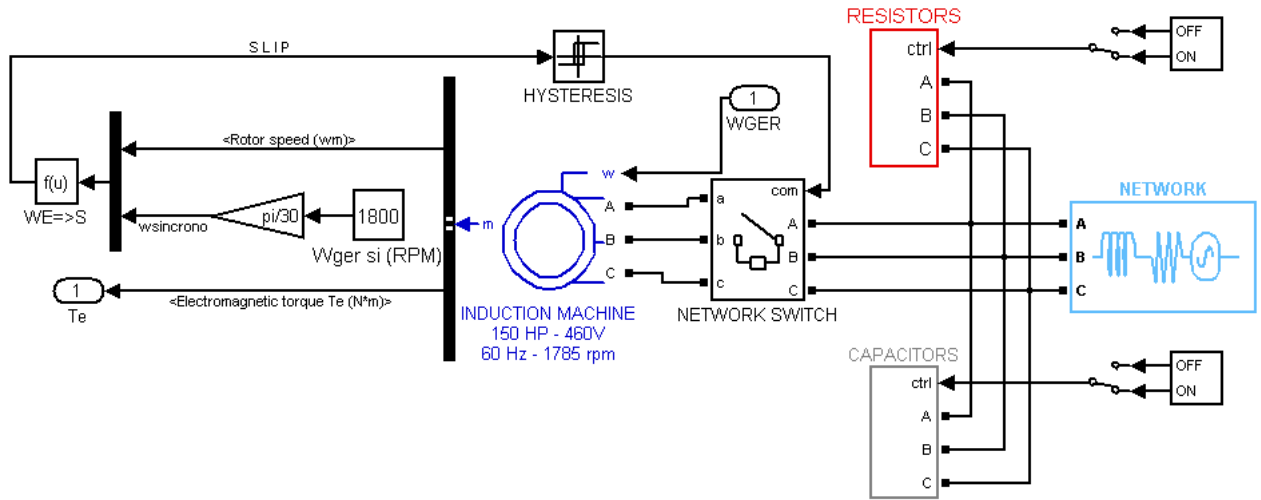 SLIP
HYSTERESIS
1
WGER
RESISTORS
ctrl
A
B
C
OFF
ON
<Rotor speed (wm)>
f(u)
WE=>S
wsincrono
pi/30
1800
Wger si (RPM)
<Electromagnetic torque Te (N*m)>
1
Te
m
w
A
B
C
INDUCTION MACHINE
150 HP - 460V
60 Hz - 1785 rpm
com
a
b
c
A
B
C
NETWORK SWITCH
NETWORK
A
B
C
CAPACITORS
ctrl
A
B
C
OFF
ON